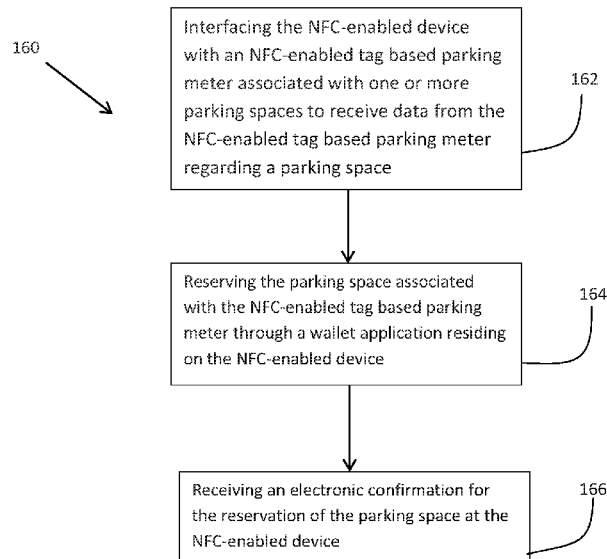 160
Interfacing the NFC-enabled device
with an NFC-enabled tag based parking
meter associated with one or more
parking spaces to receive data from the
NFC-enabled tag based parking meter
regarding a parking space
162
Reserving the parking space associated
with the NFC-enabled tag based parking
meter through a wallet application residing
on the NFC-enabled device
164
Receiving an electronic confirmation for
the reservation of the parking space at the
NFC-enabled device
166